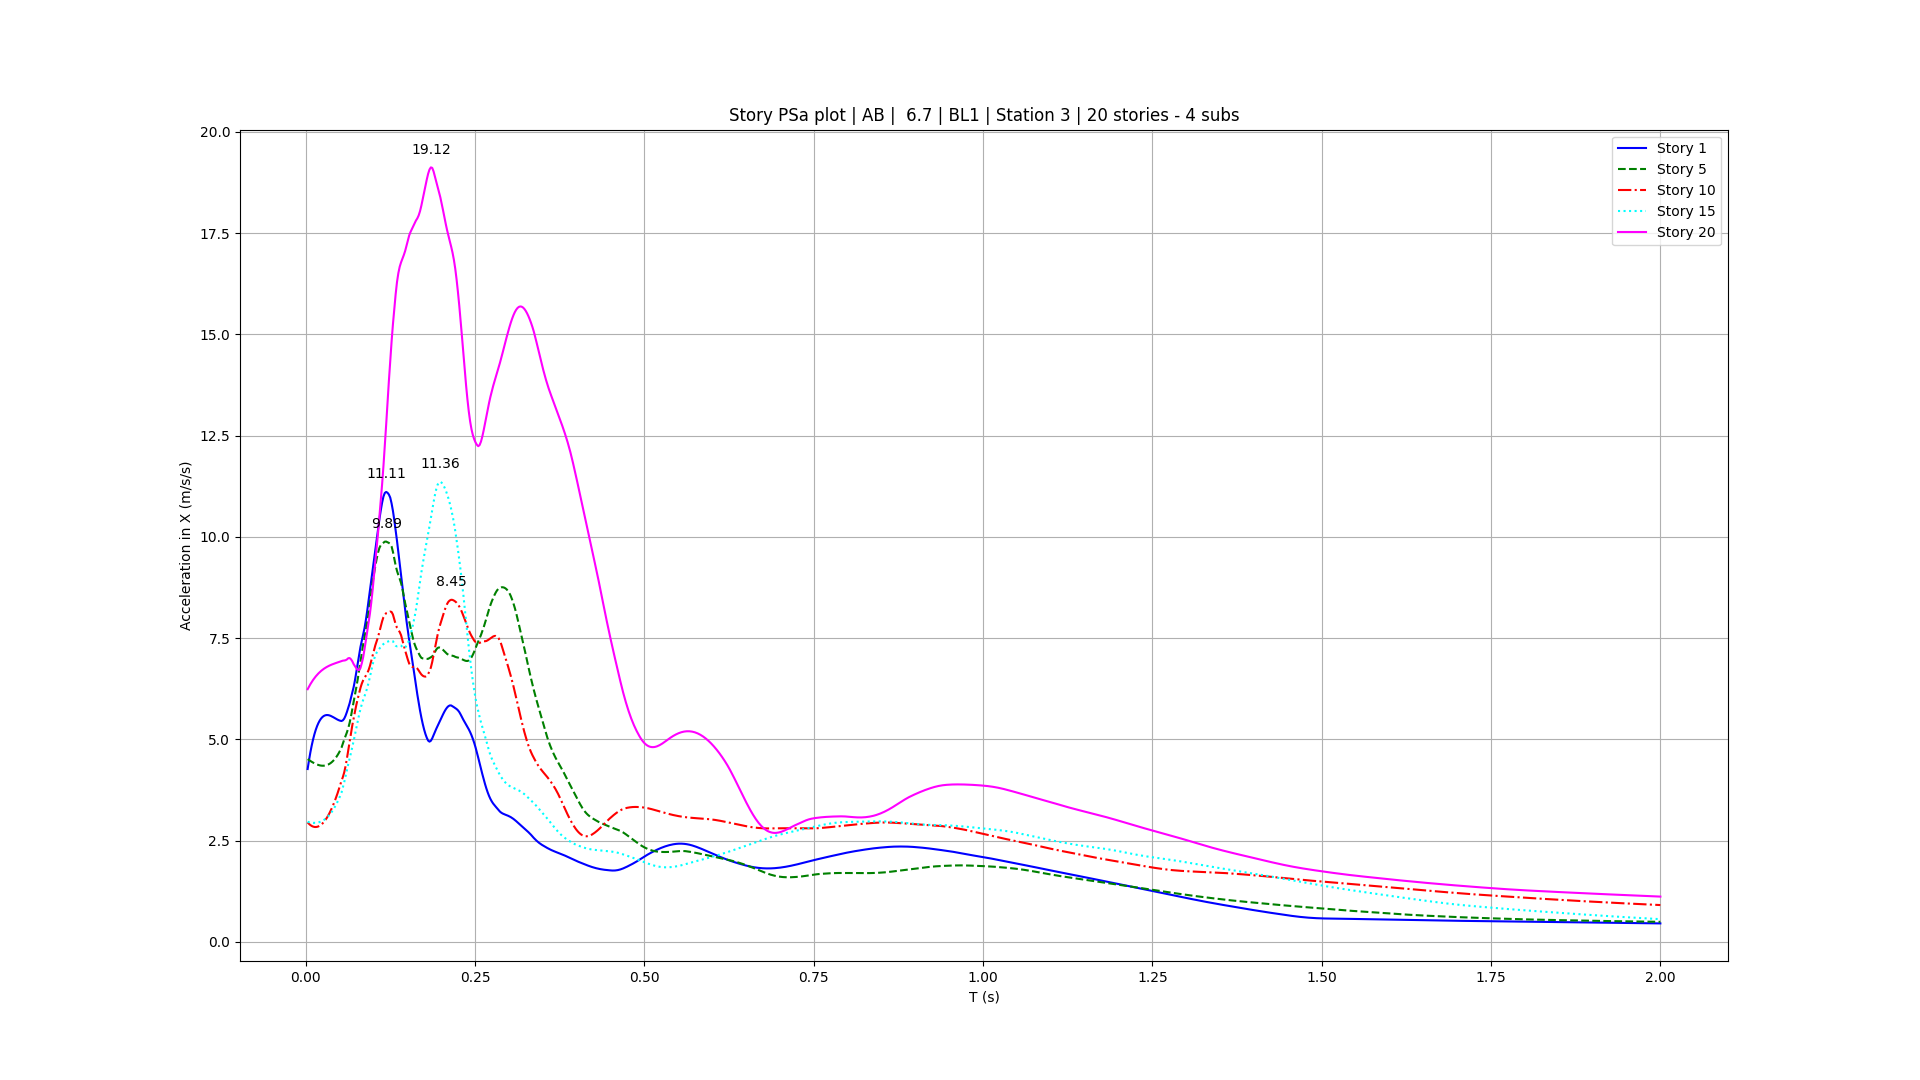 Story PSa plot | AB |  6.7 | BL1 | Station 3 | 20 stories - 4 subs
Story 1
Story 5
Story 10
Story 15
Story 20
19.12
11.36
11.11
9.89
8.45
Acceleration in X (m/s/s)
20.0
17.5
15.0
12.5
10.0
7.5
5.0
2.5
0.0
0.00 0.25 0.50 0.75 1.00 1.25 1.50 1.75 2.00
T (s)